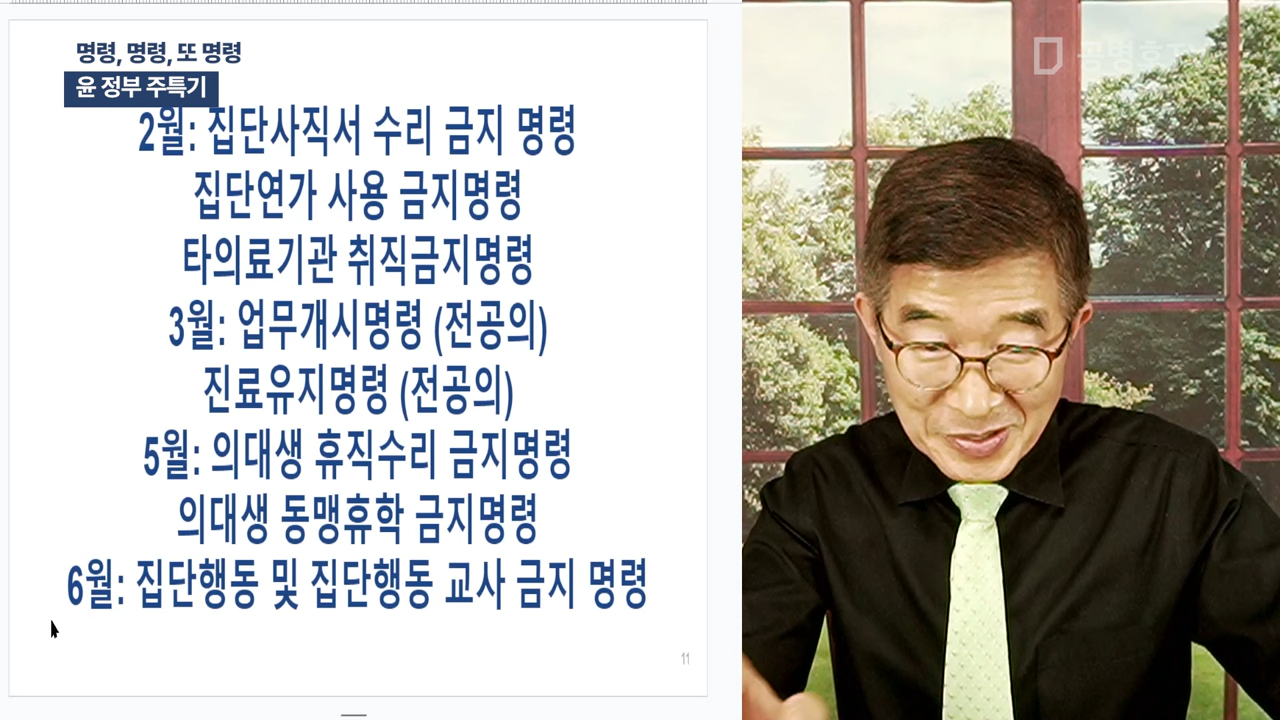 명령, 명령, 또 명령
윤 정부 주특기
2월: 집단사직서 수리 금지 명령
집단연가 사용 금지명령
타의료기관 취직금지명령
3월: 업무개시명령 (전공의)
진료유지명령 (전공의)
5월: 의대생 휴직수리 금지명령
의대생 동맹휴학 금지명령
6월: 집단행동 및 집단행동 교사 금지 명령
11